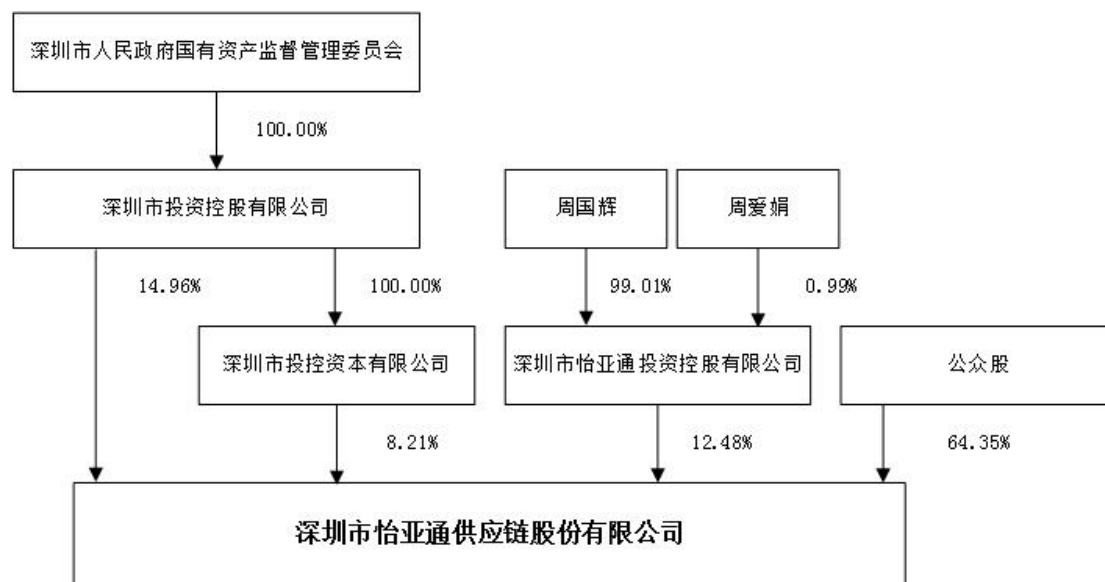 深圳市人民政府国有资产监督管理委员会
100.00%
深圳市投资控股有限公司
周国辉
周爱娟
14.96%
100.00%
99.01%
0.99%
深圳市投控资本有限公司
深圳市怡亚通投资控股有限公司
公众股
8.21%
12.48%
64.35%
深圳市怡亚通供应链股份有限公司